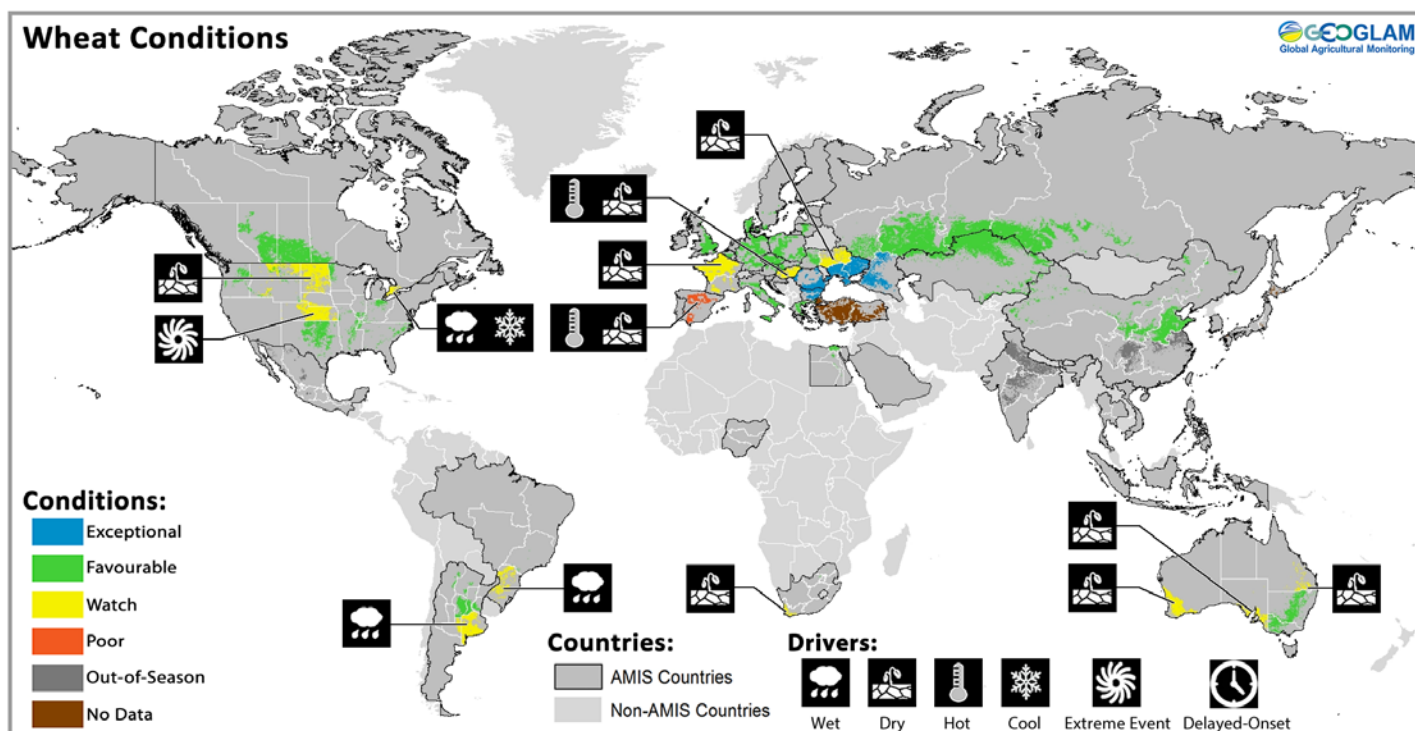 Wheat Conditions
GEOGLAM
Global Agricultural Monitoring
Conditions:
Exceptional
Favourable
Watch
Poor
Out-of-Season
No Data
Countries:
AMIS Countries
Non-AMIS Countries
Drivers:
Wet
Dry
Hot
Cool
Extreme Event
Delayed-Onset